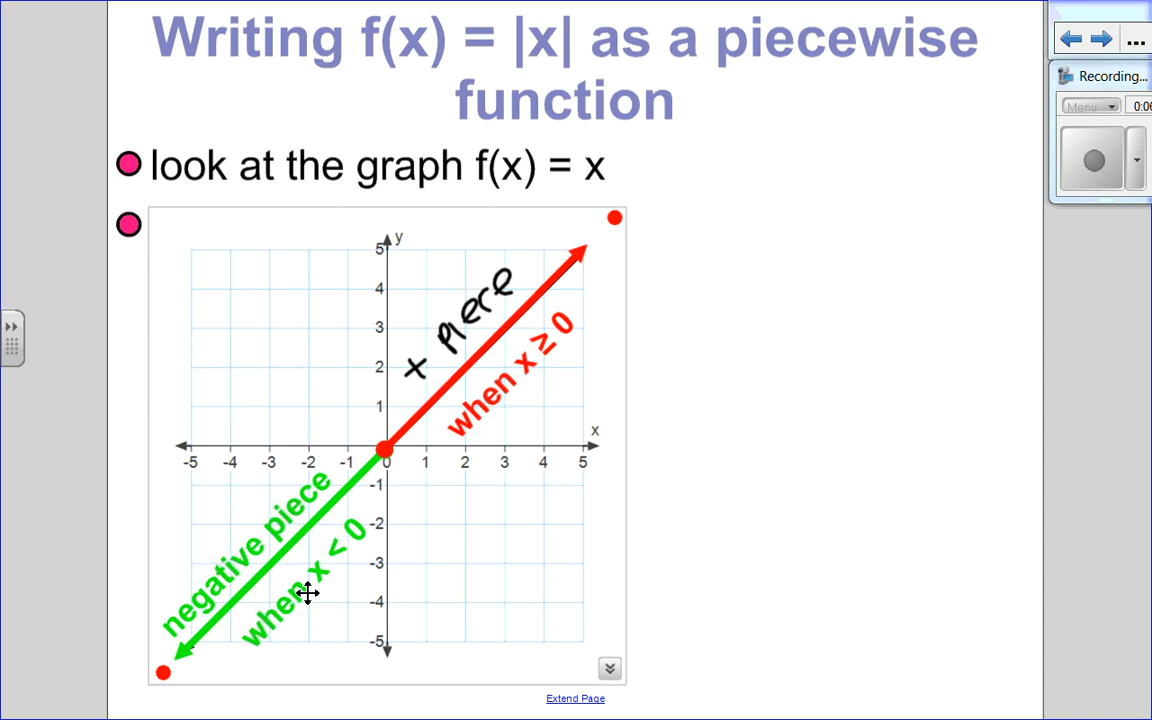 Writing f(x) = |x| as a piecewise
function
Recording...
Menu
0:06
look at the graph f(x) = x
y
5
4
3
2
1
x
-5 -4 -3 -2 -1 0 1 2 3 4 5
-1
-2
-3
-4
-5
+ piece
when x ≥ 0
negative piece
when x < 0
Extend Page